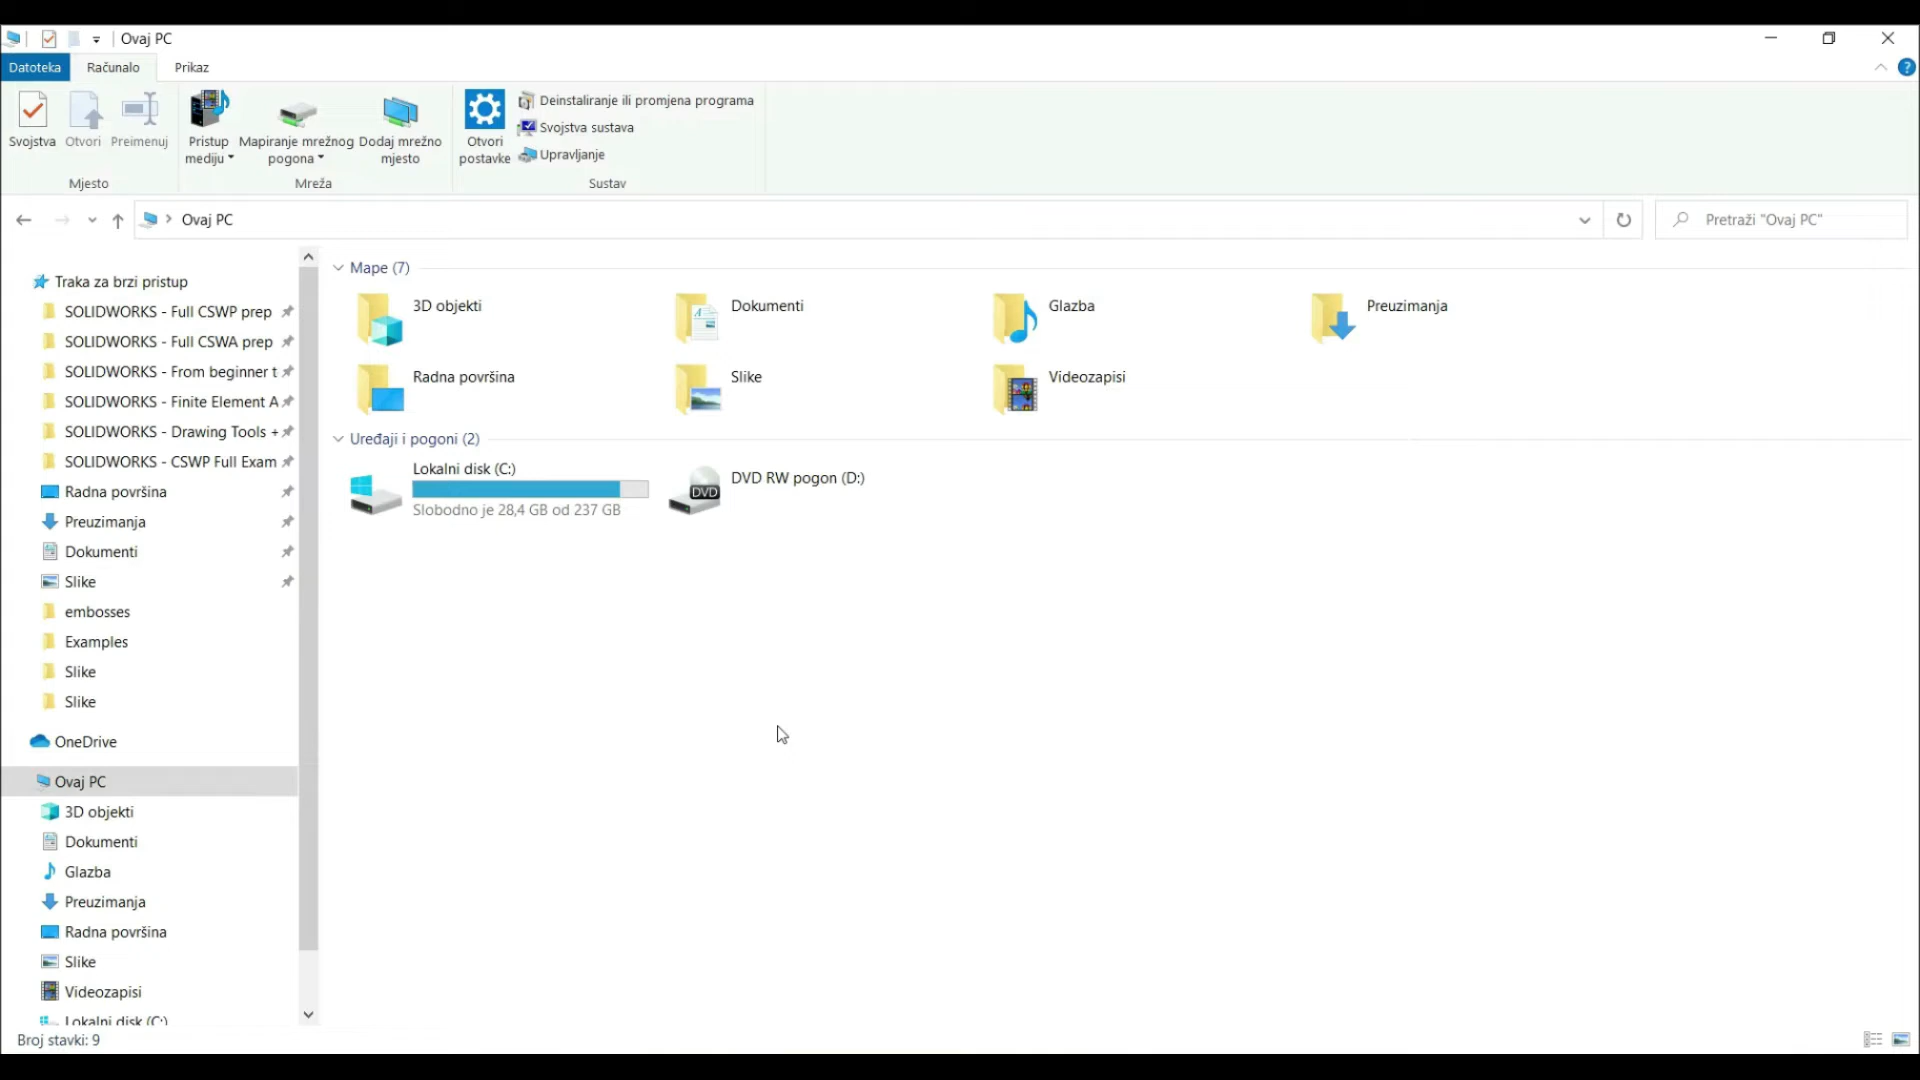 Ovaj PC
Datoteka
Računalo
Prikaz
Svojstva
Otvori
Preimenuj
Mjesto
Pristup
mediju
Mapiranje mrežnog
pogona
Dodaj mrežno
mjesto
Mreža
Otvori
postavke
Deinstaliranje ili promjena programa
Svojstva sustava
Upravljanje
Sustav
Ovaj PC
Pretraži "Ovaj PC"
Traka za brzi pristup
SOLIDWORKS - Full CSWP prep
SOLIDWORKS - Full CSWA prep
SOLIDWORKS - From beginner t
SOLIDWORKS - Finite Element A
SOLIDWORKS - Drawing Tools +
SOLIDWORKS - CSWP Full Exam
Radna površina
Preuzimanja
Dokumenti
Slike
embosses
Examples
Slike
Slike
OneDrive
Ovaj PC
3D objekti
Dokumenti
Glazba
Preuzimanja
Radna površina
Slike
Videozapisi
Lokalni disk (C:)
Mape (7)
3D objekti
Dokumenti
Glazba
Preuzimanja
Radna površina
Slike
Videozapisi
Uređaji i pogoni (2)
Lokalni disk (C:)
Slobodno je 28,4 GB od 237 GB
DVD
DVD RW pogon (D:)
Broj stavki: 9